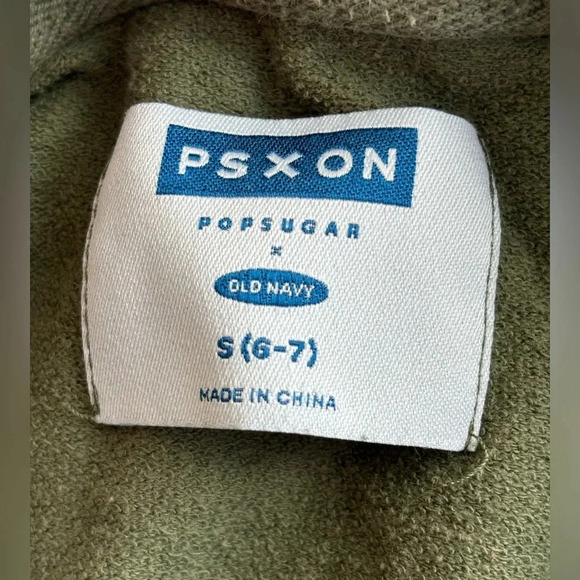 PSXON
POPSUGAR
x
OLD NAVY
S (6-7)
MADE IN CHINA